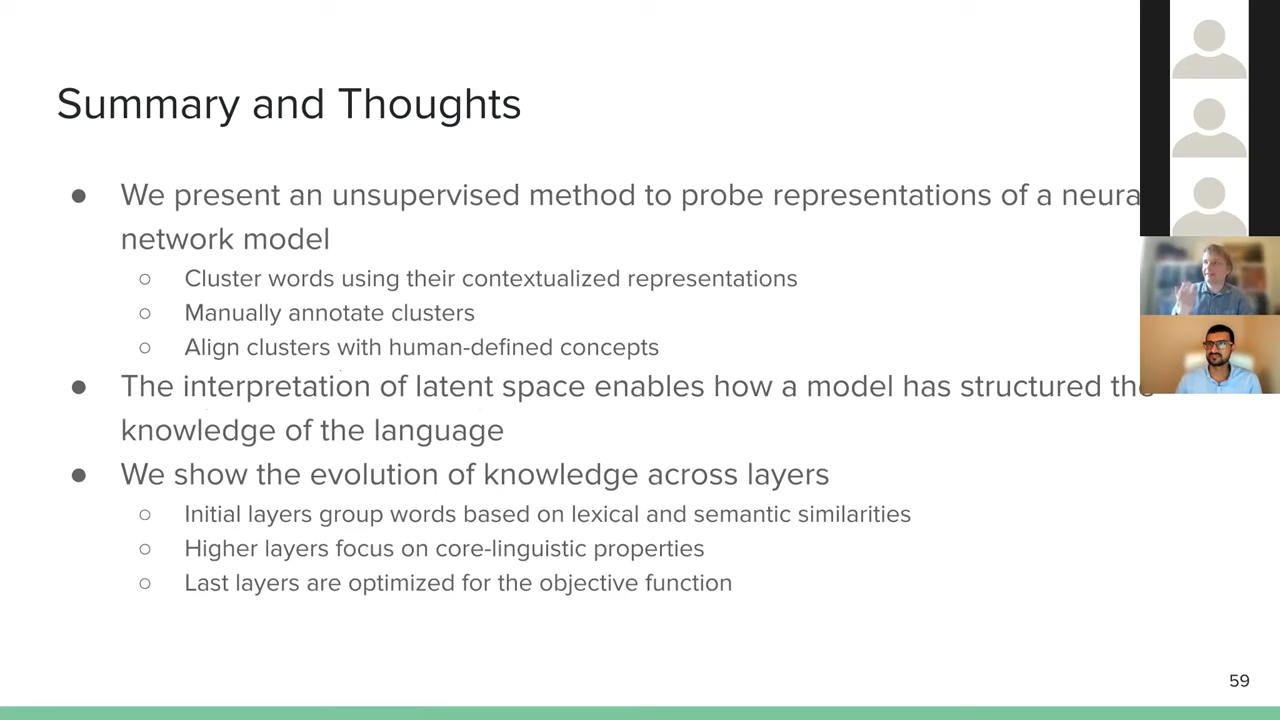 Summary and Thoughts
● We present an unsupervised method to probe representations of a neura
network model
○ Cluster words using their contextualized representations
○ Manually annotate clusters
○ Align clusters with human-defined concepts
● The interpretation of latent space enables how a model has structured the
knowledge of the language
● We show the evolution of knowledge across layers
○ Initial layers group words based on lexical and semantic similarities
○ Higher layers focus on core-linguistic properties
○ Last layers are optimized for the objective function
59